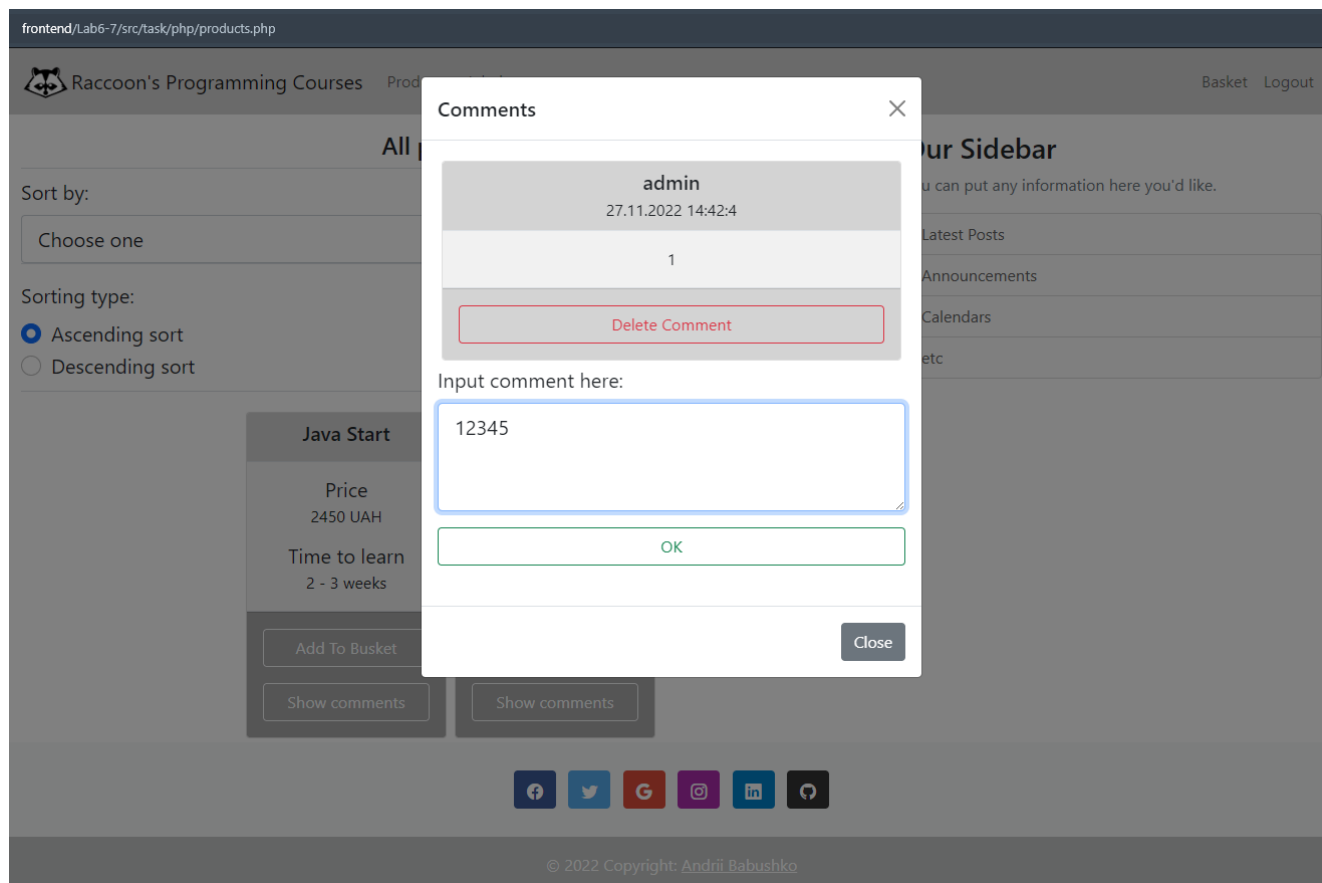 frontend/Lab6-7/src/task/php/products.php
Raccoon's Programming Courses
Basket Logout
Comments
All
Our Sidebar
can put any information here you'd like.
Sort by:
Choose one
admin
27.11.2022 14:42:4
1
Delete Comment
Latest Posts
Announcements
Calendars
etc
Sorting type:
Ascending sort
Descending sort
Input comment here:
12345
OK
Close
Java Start
Price
2450 UAH
Time to learn
2 - 3 weeks
Add To Busket
Show comments
Show comments
© 2022 Copyright: Andrii Babushko